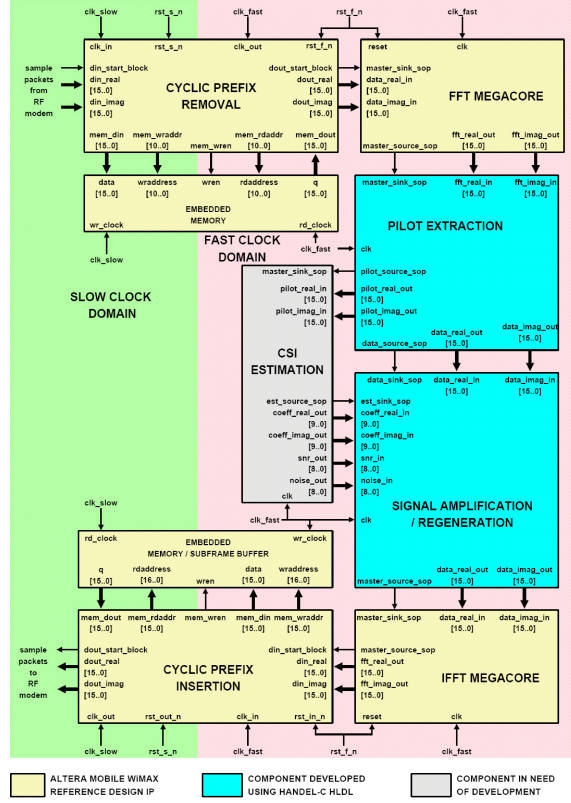 clk_slow
rst_s_n
clk_fast
rst_f_n
clk_fast
clk_in
rst_s_n
clk_out
rst_f_n
reset
clk
sample
packets
from
RF
modem
din_start_block
din_real
[15..0]
din_imag
[15..0]
CYCLIC PREFIX
REMOVAL
dout_start_block
dout_real
[15..0]
dout_imag
[15..0]
master_sink_sop
data_real_in
[15..0]
data_imag_in
[15..0]
FFT MEGACORE
mem_din
[15..0]
mem_wraddr
[10..0]
mem_wren
mem_rdaddr
[10..0]
mem_dout
[15..0]
master_source_sop
fft_real_out
[15..0]
fft_imag_out
[15..0]
data
[15..0]
wraddress
[10..0]
wren
rdaddress
[10..0]
q
[15..0]
EMBEDDED
MEMORY
wr_clock
rd_clock
clk_slow
clk_fast
FAST CLOCK
DOMAIN
SLOW CLOCK
DOMAIN
master_sink_sop
fft_real_in
[15..0]
fft_imag_in
[15..0]
PILOT EXTRACTION
clk
master_sink_sop
pilot_source_sop
pilot_real_in
[15..0]
pilot_real_out
[15..0]
pilot_imag_in
[15..0]
pilot_imag_out
[15..0]
data_source_sop
data_real_out
[15..0]
data_imag_out
[15..0]
CSI
ESTIMATION
data_sink_sop
data_real_in
[15..0]
data_imag_in
[15..0]
est_source_sop
est_sink_sop
coeff_real_out
[9..0]
coeff_real_in
[9..0]
coeff_imag_out
[9..0]
coeff_imag_in
[9..0]
snr_out
[8..0]
snr_in
[8..0]
noise_out
[8..0]
noise_in
[8..0]
clk
clk_fast
clk
SIGNAL AMPLIFICATION
/ REGENERATION
clk_slow
rd_clock
EMBEDDED
MEMORY / SUBFRAME BUFFER
wr_clock
q
[15..0]
rdaddress
[16..0]
wren
data
[15..0]
wraddress
[16..0]
master_source_sop
data_real_out
[15..0]
data_imag_out
[15..0]
mem_dout
[15..0]
mem_rdaddr
[15..0]
mem_wren
mem_din
[15..0]
mem_wraddr
[15..0]
master_sink_sop
data_real_in
[15..0]
data_imag_in
[15..0]
sample
packets
to
RF
modem
dout_start_block
dout_real
[15..0]
dout_imag
[15..0]
CYCLIC PREFIX
INSERTION
din_start_block
din_real
[15..0]
din_imag
[15..0]
master_source_sop
fft_real_out
[15..0]
fft_imag_out
[15..0]
IFFT MEGACORE
clk_out
rst_out_n
clk_in
rst_in_n
reset
clk
clk_slow
rst_s_n
clk_fast
rst_f_n
clk_fast
ALTERA MOBILE WiMAX
REFERENCE DESIGN IP
COMPONENT DEVELOPED
USING HANDEL-C HLDL
COMPONENT IN NEED
OF DEVELOPMENT